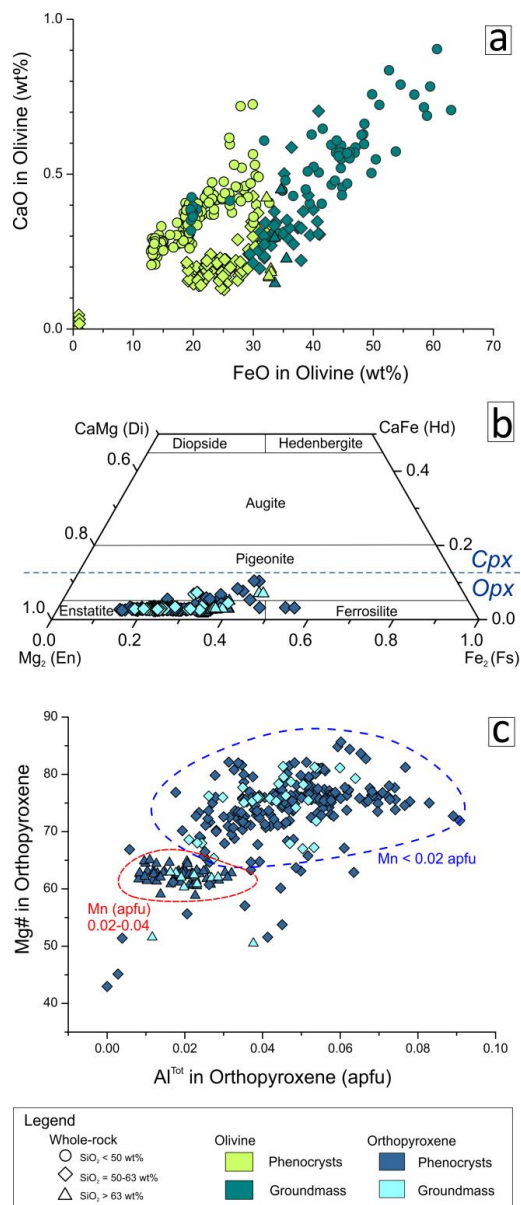 a
1.0
0.5
0.0
CaO in Olivine (wt%)
0 10 20 30 40 50 60 70
FeO in Olivine (wt%)
b
CaMg (Di)
CaFe (Hd)
Diopside
Hedenbergite
0.6
0.4
Augite
0.8
0.2
Pigeonite
Cpx
Opx
1.0
Enstatite
Ferrosilite
0.0
0.0 0.2 0.4 0.6 0.8 1.0
Mg₂ (En)
Fe₂ (Fs)
c
90
80
70
60
50
40
Mg# in Orthopyroxene
Mn < 0.02 apfu
Mn (apfu)
0.02-0.04
0.00 0.02 0.04 0.06 0.08 0.10
Alᵀᵒᵗ in Orthopyroxene (apfu)
Legend
Whole-rock
SiO₂ < 50 wt%
SiO₂ = 50-63 wt%
SiO₂ > 63 wt%
Olivine
Phenocrysts
Groundmass
Orthopyroxene
Phenocrysts
Groundmass